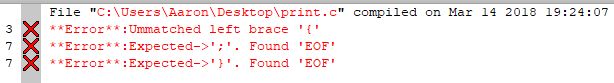 File "C:\Users\Aaron\Desktop\print.c" compiled on Mar 14 2018 19:24:07
3 **Error**:Ummatched left brace '{'
7 **Error**:Expected->';'. Found 'EOF'
7 **Error**:Expected->'}'. Found 'EOF'